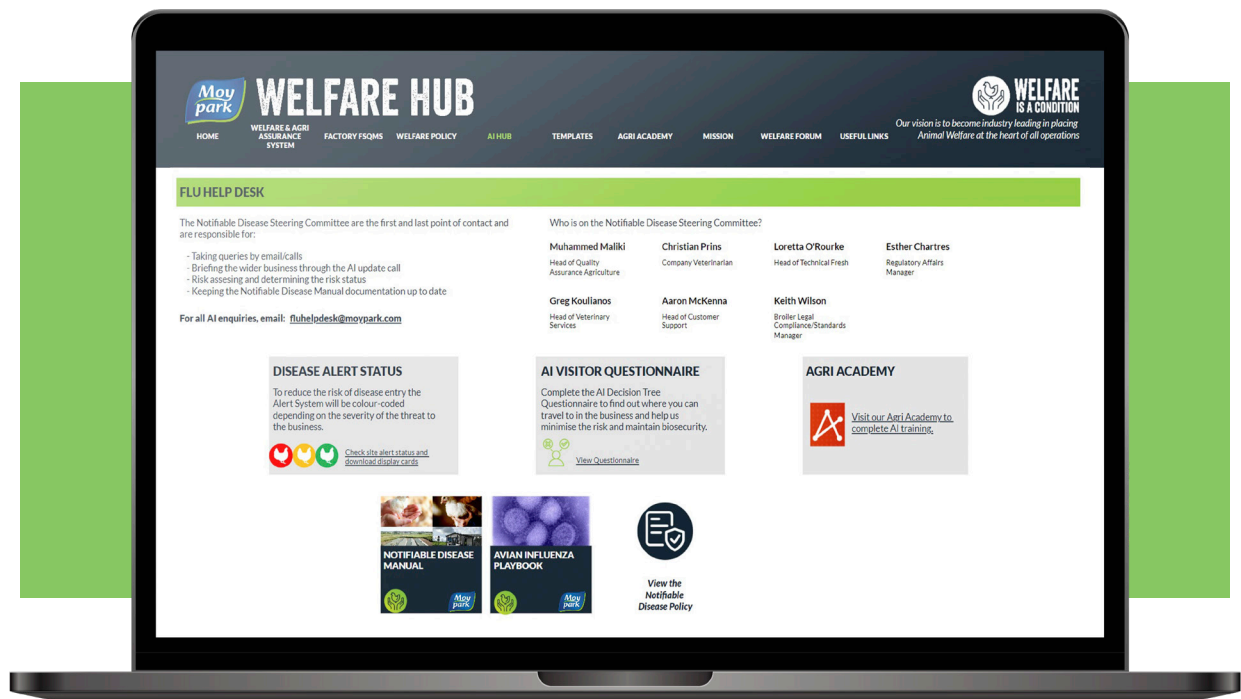 Moy
park
WELFARE HUB
WELFARE
IS A CONDITION
Our vision is to become industry leading in placing
Animal Welfare at the heart of all operations
HOME
WELFARE & AGRI
ASSURANCE
SYSTEM
FACTORY FSQMS
WELFARE POLICY
AI HUB
TEMPLATES
AGRI ACADEMY
MISSION
WELFARE FORUM
USEFUL LINKS
FLU HELP DESK
The Notifiable Disease Steering Committee are the first and last point of contact and
are responsible for:
- Taking queries by email/calls
- Briefing the wider business through the AI update call
- Risk assesing and determining the risk status
- Keeping the Notifiable Disease Manual documentation up to date
For all AI enquiries, email: fluhelpdesk@moypark.com
Who is on the Notifiable Disease Steering Committee?
Muhammed Maliki
Head of Quality
Assurance Agriculture
Christian Prins
Company Veterinarian
Loretta O'Rourke
Head of Technical Fresh
Esther Chartres
Regulatory Affairs
Manager
Greg Koulianos
Head of Veterinary
Services
Aaron McKenna
Head of Customer
Support
Keith Wilson
Broiler Legal
Compliance/Standards
Manager
DISEASE ALERT STATUS
To reduce the risk of disease entry the
Alert System will be colour-coded
depending on the severity of the threat to
the business.
Check site alert status and
download display cards
AI VISITOR QUESTIONNAIRE
Complete the AI Decision Tree
Questionnaire to find out where you can
travel to in the business and help us
minimise the risk and maintain biosecurity.
View Questionnaire
AGRI ACADEMY
Visit our Agri Academy to
complete AI training.
NOTIFIABLE DISEASE
MANUAL
Moy
park
AVIAN INFLUENZA
PLAYBOOK
Moy
park
View the
Notifiable
Disease Policy